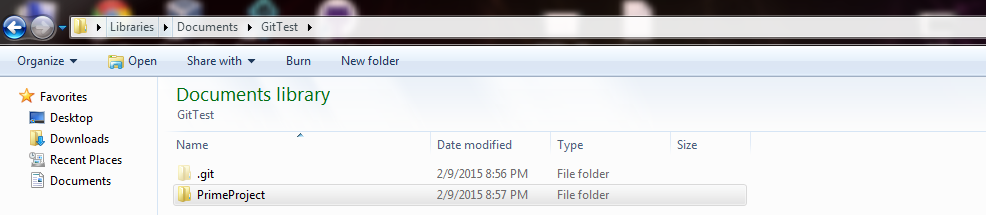 Libraries Documents GitTest
Organize Open Share with Burn New folder
Favorites
Desktop
Downloads
Recent Places
Documents
Documents library
GitTest
Name Date modified Type Size
.git 2/9/2015 8:56 PM File folder
PrimeProject 2/9/2015 8:57 PM File folder